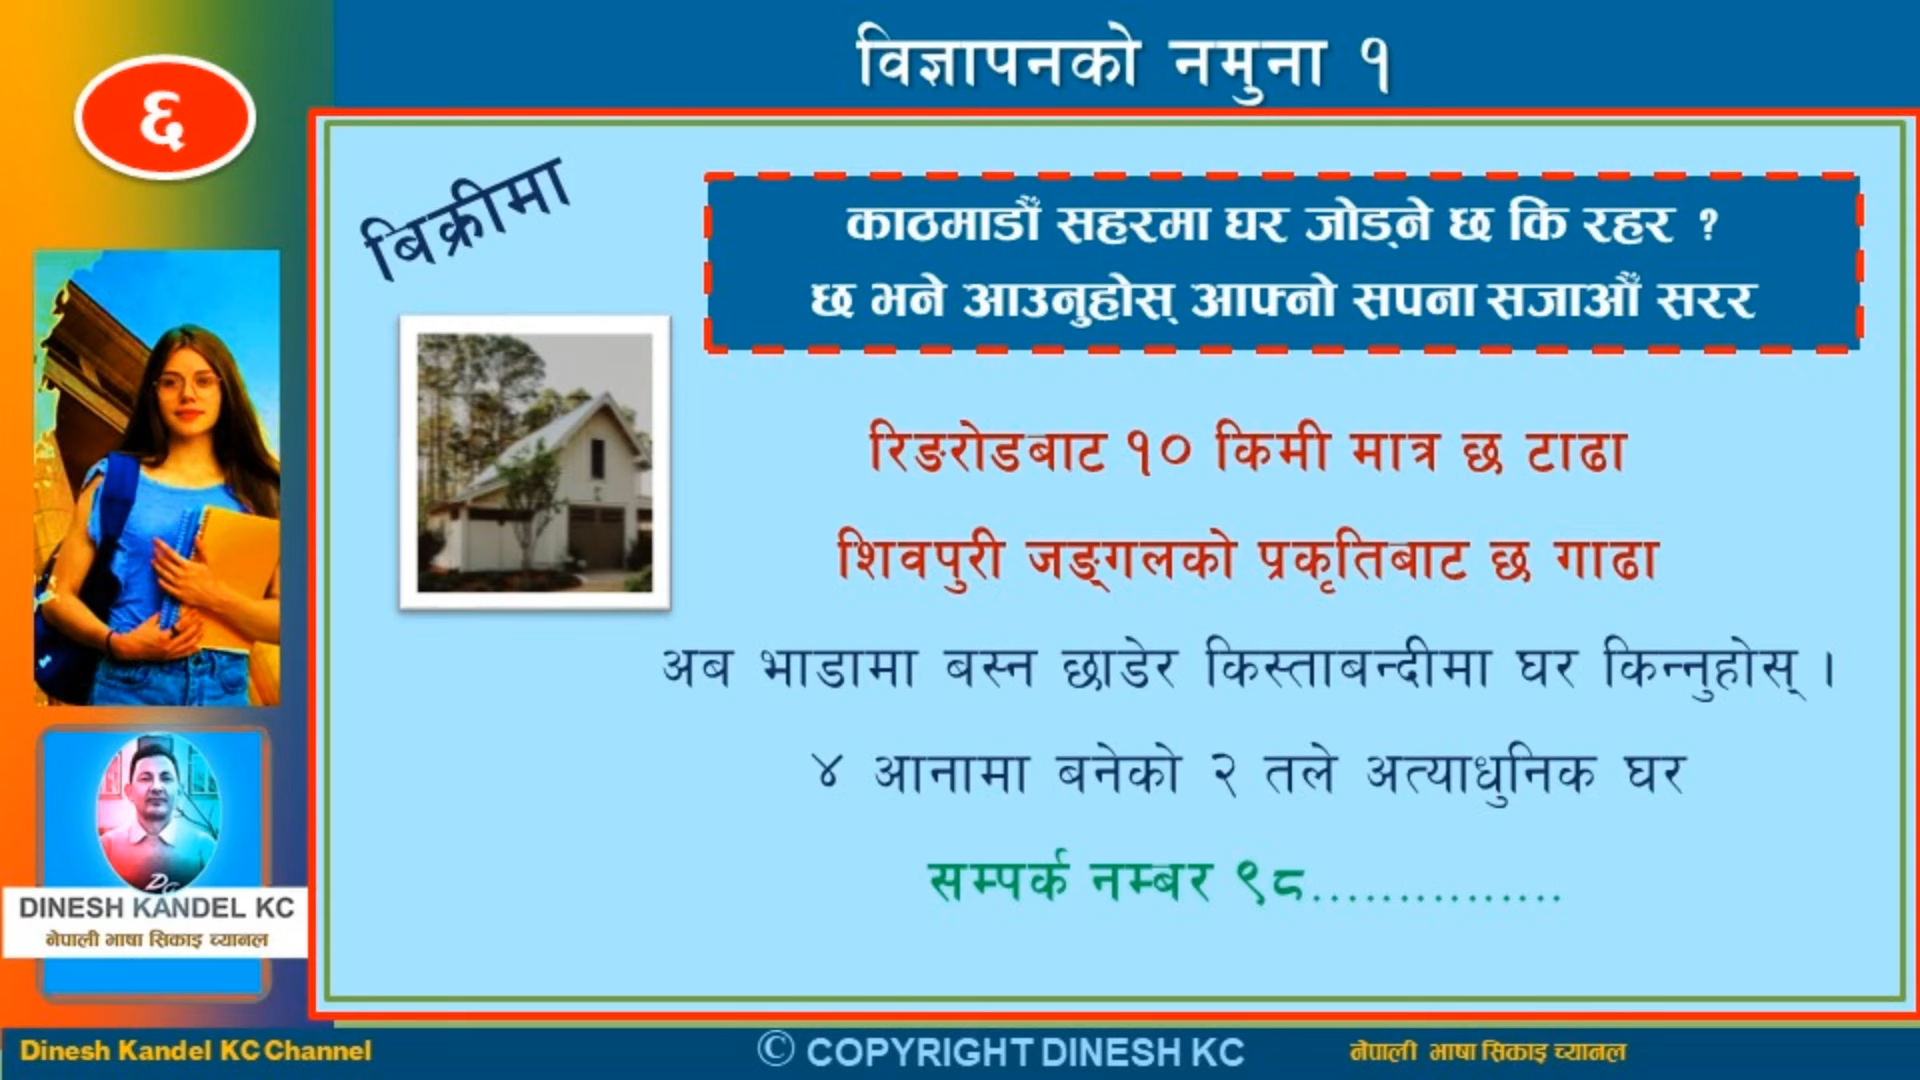 विज्ञापनको नमुना १
६
बिक्रीमा
काठमाडौँ सहरमा घर जोड्ने छ कि रहर ?
छ भने आउनुहोस् आफ्नो सपना सजाऔँ सरर
रिङरोडबाट १० किमी मात्र छ टाढा
शिवपुरी जङ्गलको प्रकृतिबाट छ गाढा
अब भाडामा बस्न छाडेर किस्ताबन्दीमा घर किन्नुहोस् ।
४ आनामा बनेको २ तले अत्याधुनिक घर
सम्पर्क नम्बर ९८...............
DINESH KANDEL KC
नेपाली भाषा सिकाइ च्यानल
Dinesh Kandel KC Channel
© COPYRIGHT DINESH KC
नेपाली भाषा सिकाइ च्यानल